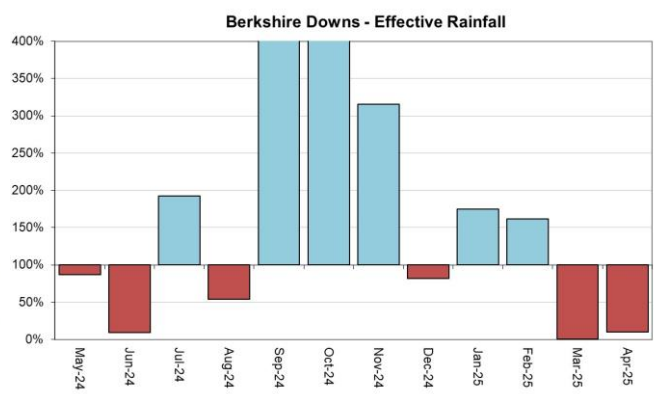 Berkshire Downs - Effective Rainfall
400%
350%
300%
200%
150%
100%
50%
0%
May-24
Jun-24
Jul-24
Aug-24
Sep-24
Oct-24
Nov-24
Dec-24
Jan-25
Feb-25
Mar-25
Apr-25